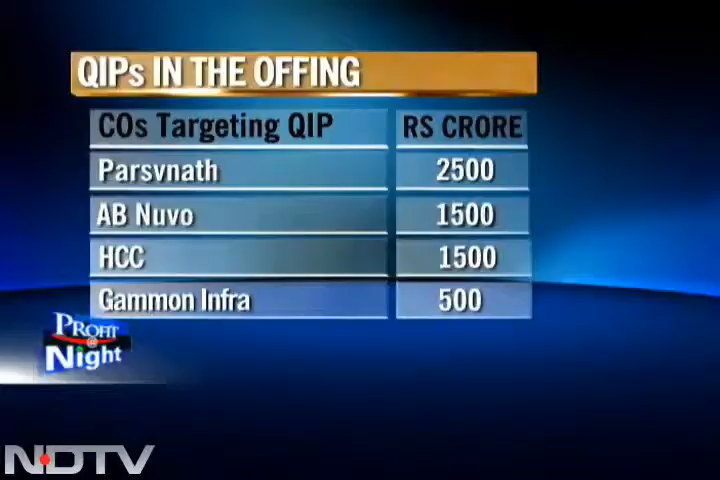 QIPs IN THE OFFING
COs Targeting QIP RS CRORE
Parsvnath 2500
AB Nuvo 1500
HCC 1500
Gammon Infra 500
PROFIT
@
Night
NDTV